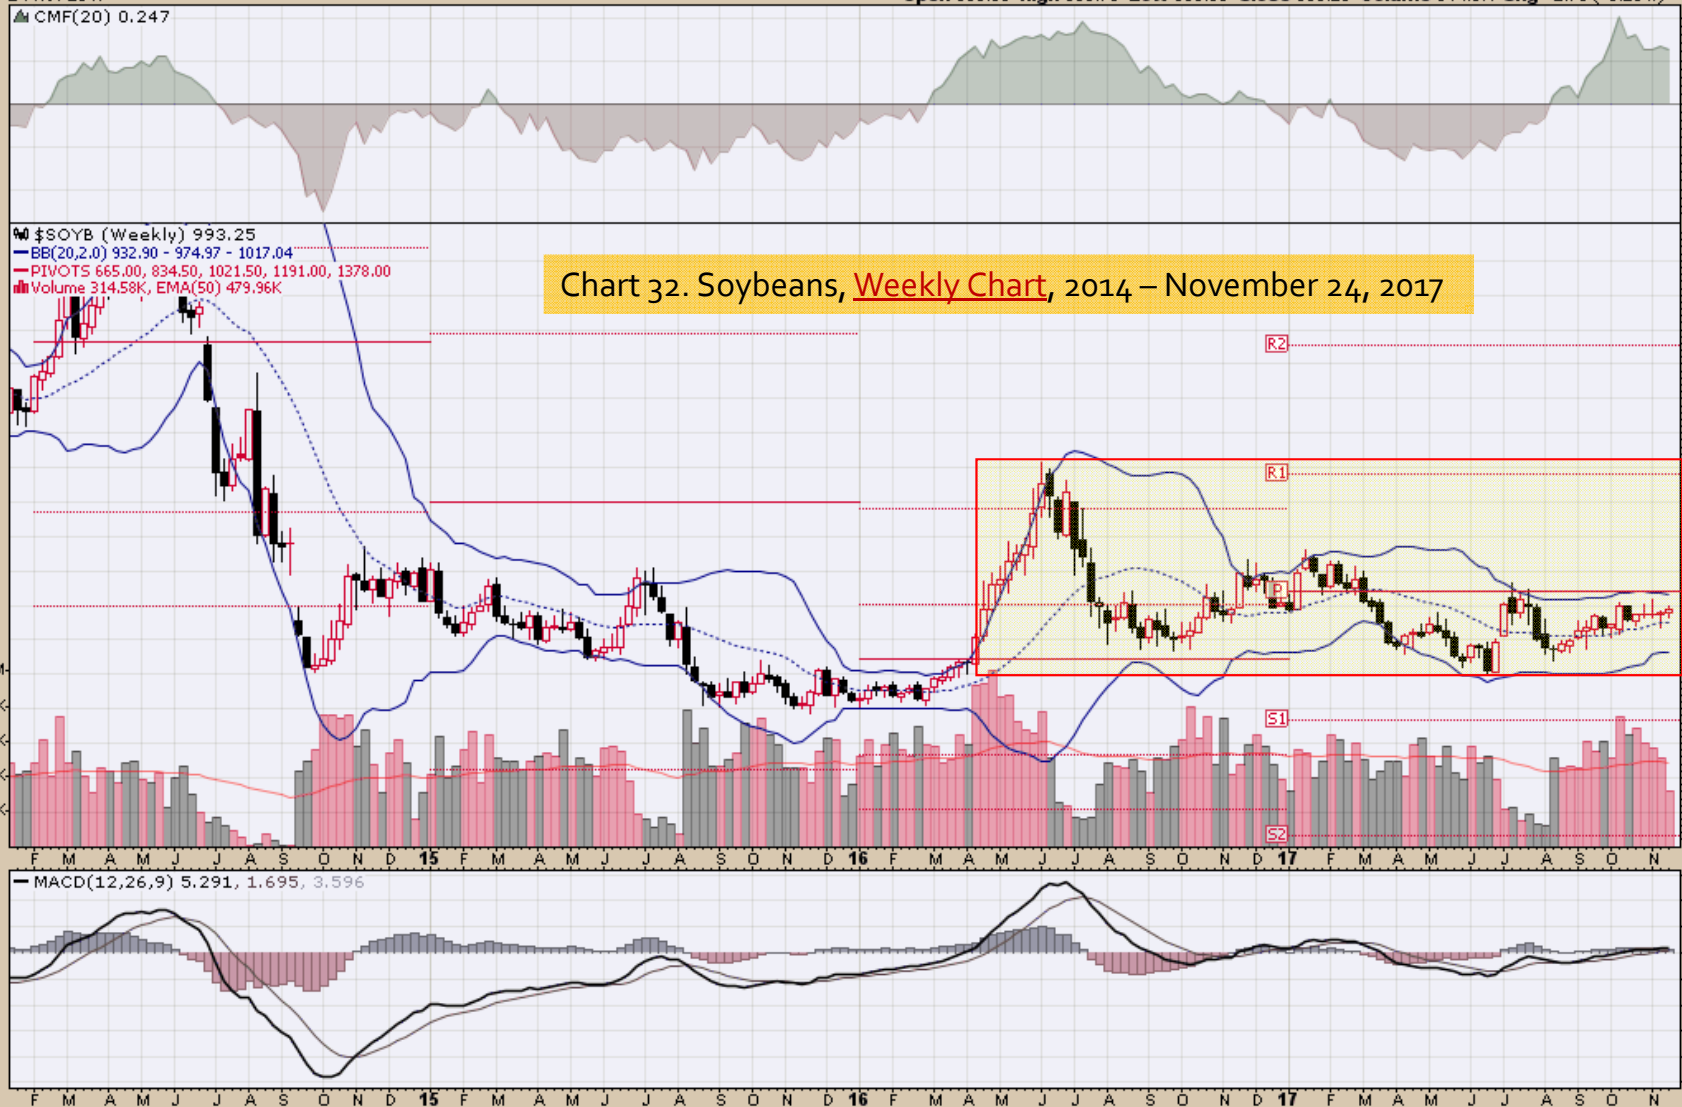 CMF(20) 0.247
$SOYB (Weekly) 993.25
BB(20,2.0) 932.90 - 974.97 - 1017.04
PIVOTS 665.00, 834.50, 1021.50, 1191.00, 1378.00
Volume 314.58K, EMA(50) 479.96K
Chart 32. Soybeans, Weekly Chart, 2014 – November 24, 2017
R2
R1
P
S1
S2
F M A M J J A S O N D 15 F M A M J J A S O N D 16 F M A M J J A S O N D 17 F M A M J J A S O N
MACD(12,26,9) 5.291, 1.695, 3.596
F M A M J J A S O N D 15 F M A M J J A S O N D 16 F M A M J J A S O N D 17 F M A M J J A S O N